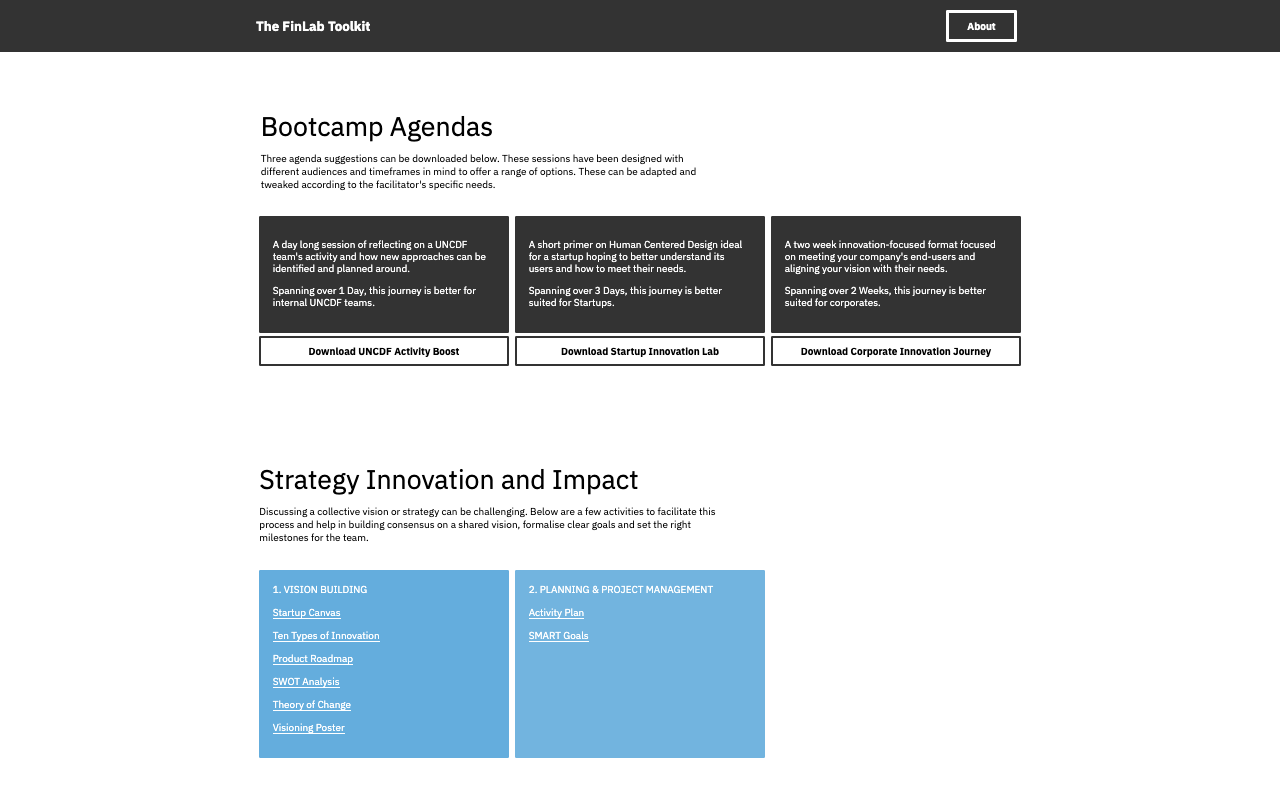 The FinLab Toolkit
About
Bootcamp Agendas
Three agenda suggestions can be downloaded below. These sessions have been designed with
different audiences and timeframes in mind to offer a range of options. These can be adapted and
tweaked according to the facilitator's specific needs.
A day long session of reflecting on a UNCDF
team's activity and how new approaches can be
identified and planned around.
Spanning over 1 Day, this journey is better for
internal UNCDF teams.
Download UNCDF Activity Boost
A short primer on Human Centered Design ideal
for a startup hoping to better understand its
users and how to meet their needs.
Spanning over 3 Days, this journey is better
suited for Startups.
Download Startup Innovation Lab
A two week innovation-focused format focused
on meeting your company's end-users and
aligning your vision with their needs.
Spanning over 2 Weeks, this journey is better
suited for corporates.
Download Corporate Innovation Journey
Strategy Innovation and Impact
Discussing a collective vision or strategy can be challenging. Below are a few activities to facilitate this
process and help in building consensus on a shared vision, formalise clear goals and set the right
milestones for the team.
1. VISION BUILDING
Startup Canvas
Ten Types of Innovation
Product Roadmap
SWOT Analysis
Theory of Change
Visioning Poster
2. PLANNING & PROJECT MANAGEMENT
Activity Plan
SMART Goals